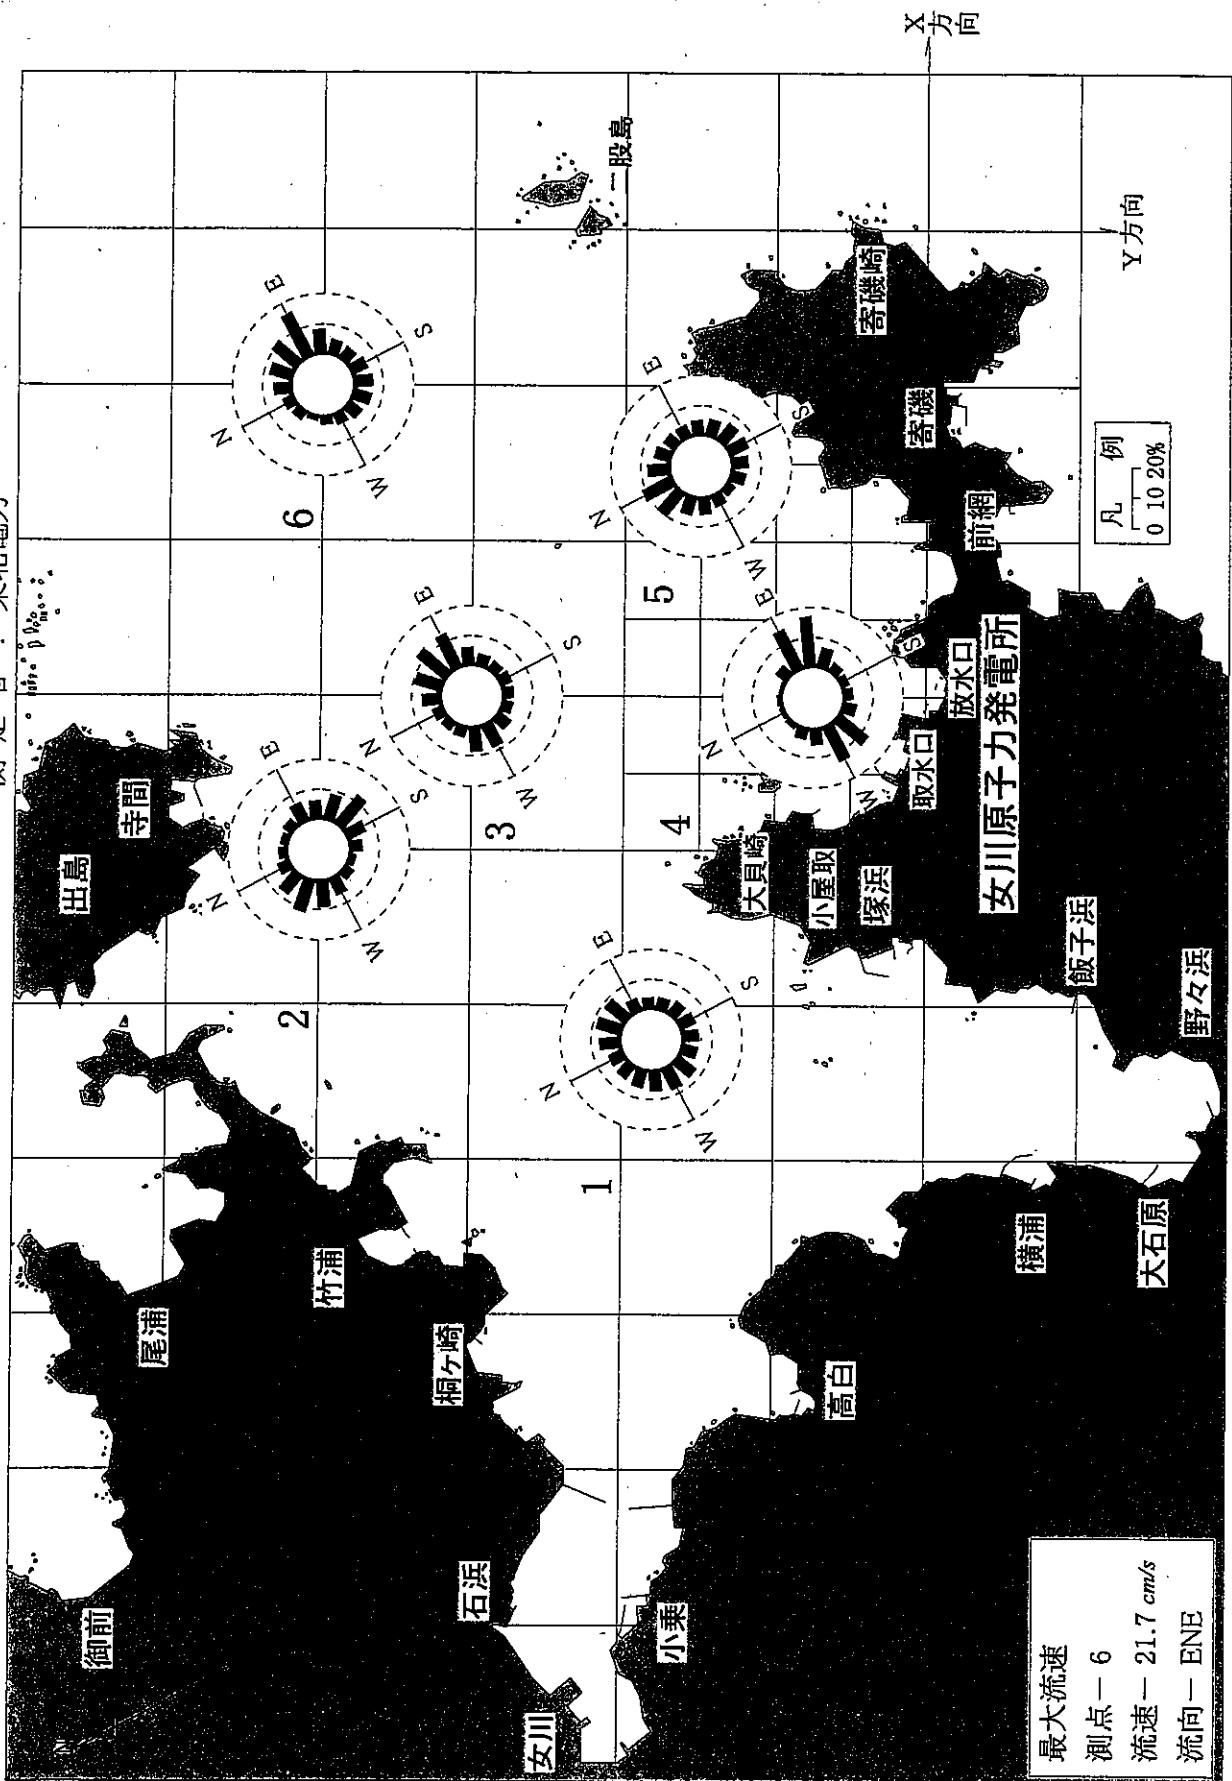 出島
寺間
二股島
6
N
E
S
W
2
N
E
S
W
3
N
E
S
W
5
N
E
S
W
4
N
E
S
W
1
N
E
S
W
X
方向
Y方向
寄磯崎
寄磯
前網
放水口
取水口
女川原子力発電所
大貝崎
小屋取
塚浜
飯子浜
野々浜
御前
尾浦
竹浦
桐ヶ崎
石浜
女川
小乗
高白
横浦
大石原
凡 例
0 10 20%
最大流速
測点－6
流速－21.7 cm/s
流向－ENE